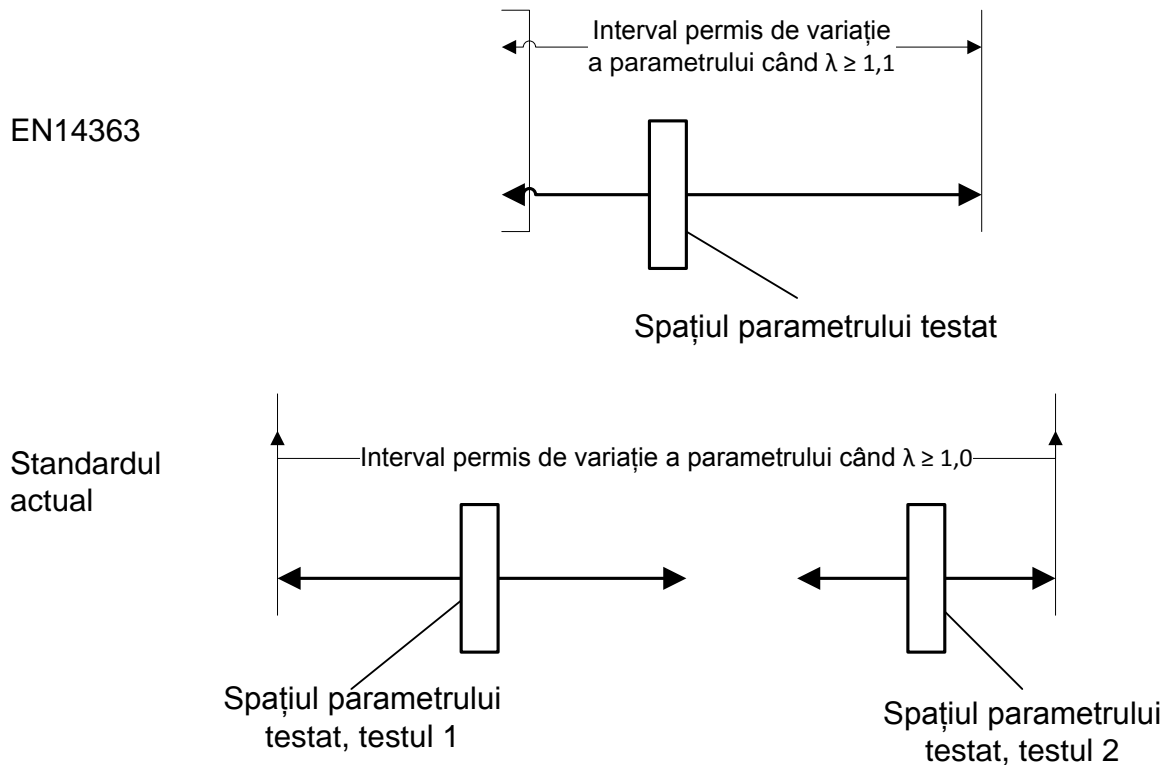 Interval permis de variație
a parametrului când λ ≥ 1,1
EN14363
Spațiul parametrului testat
Interval permis de variație a parametrului când λ ≥ 1,0
Standardul
actual
Spațiul parametrului
testat, testul 1
Spațiul parametrului
testat, testul 2